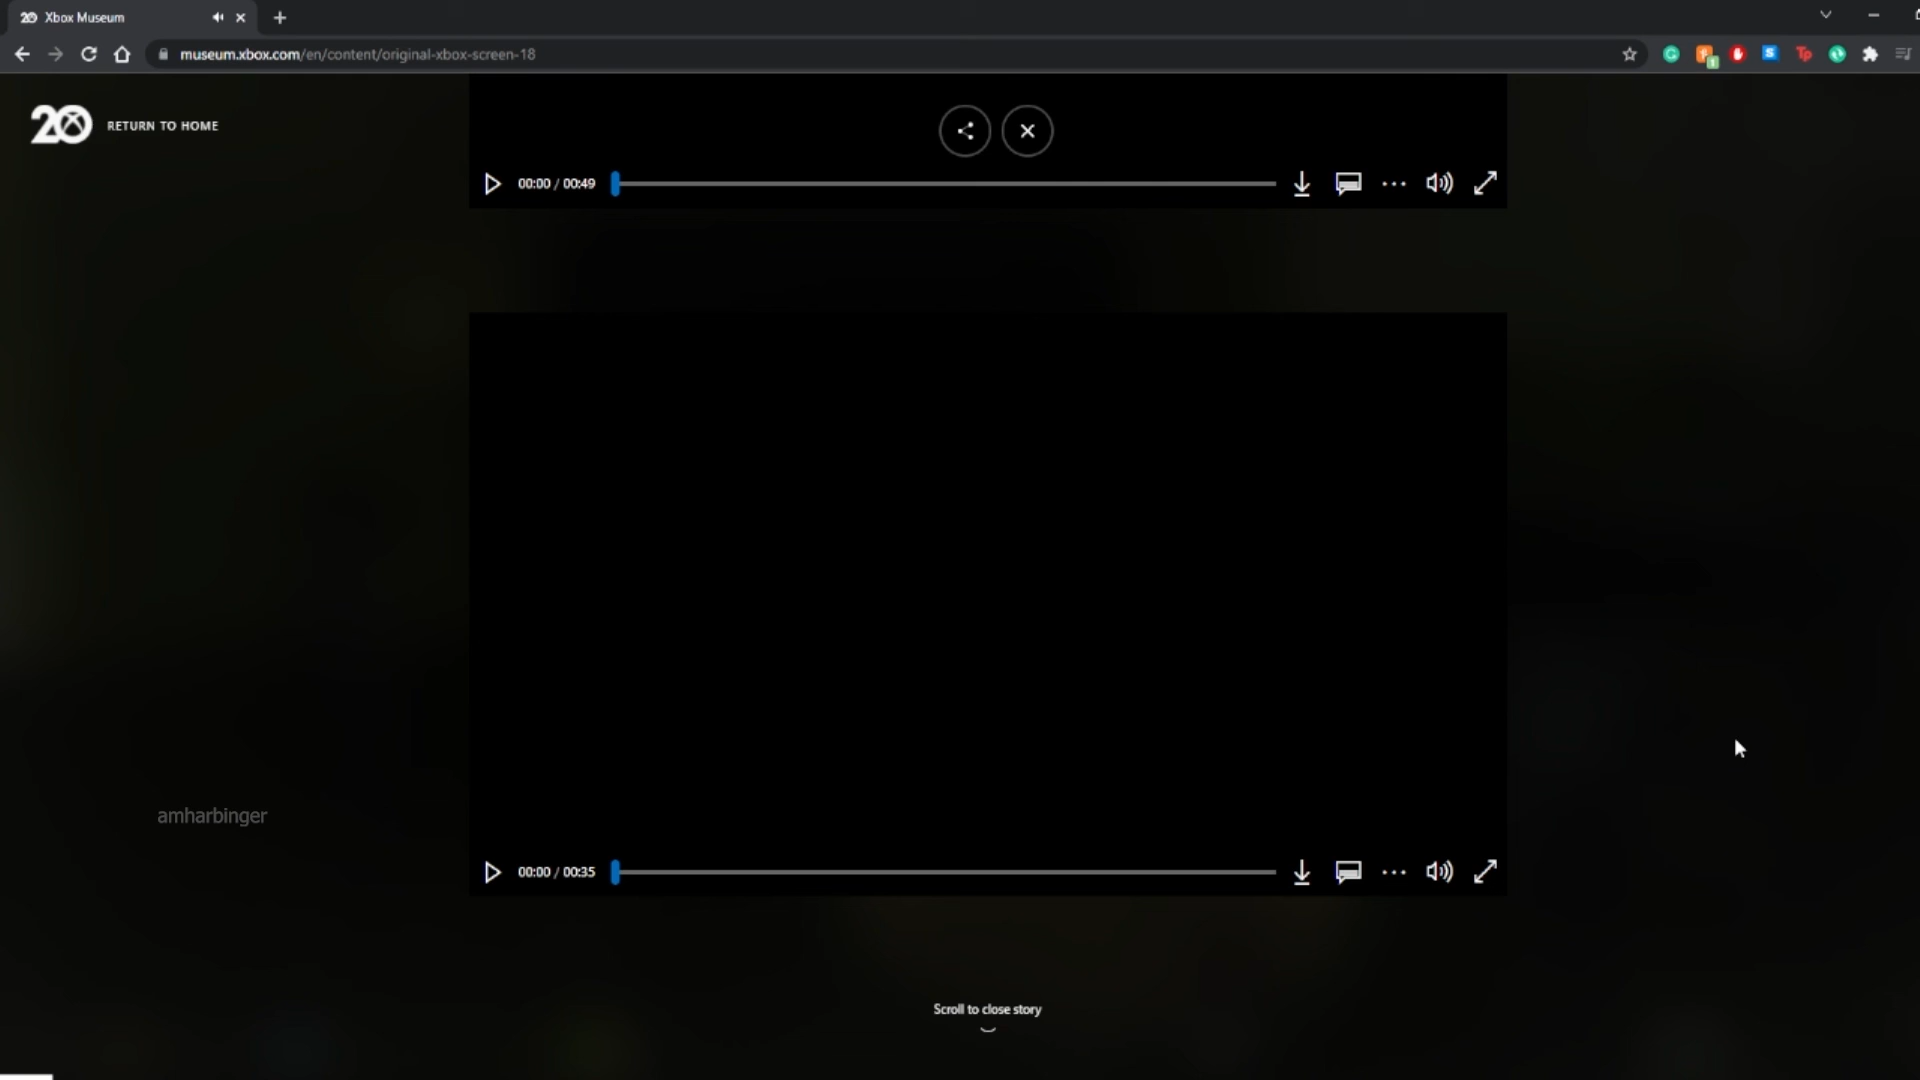 20 Xbox Museum
museum.xbox.com/en/content/original-xbox-screen-18
20 RETURN TO HOME
00:00 / 00:49
amharbinger
00:00 / 00:35
Scroll to close story